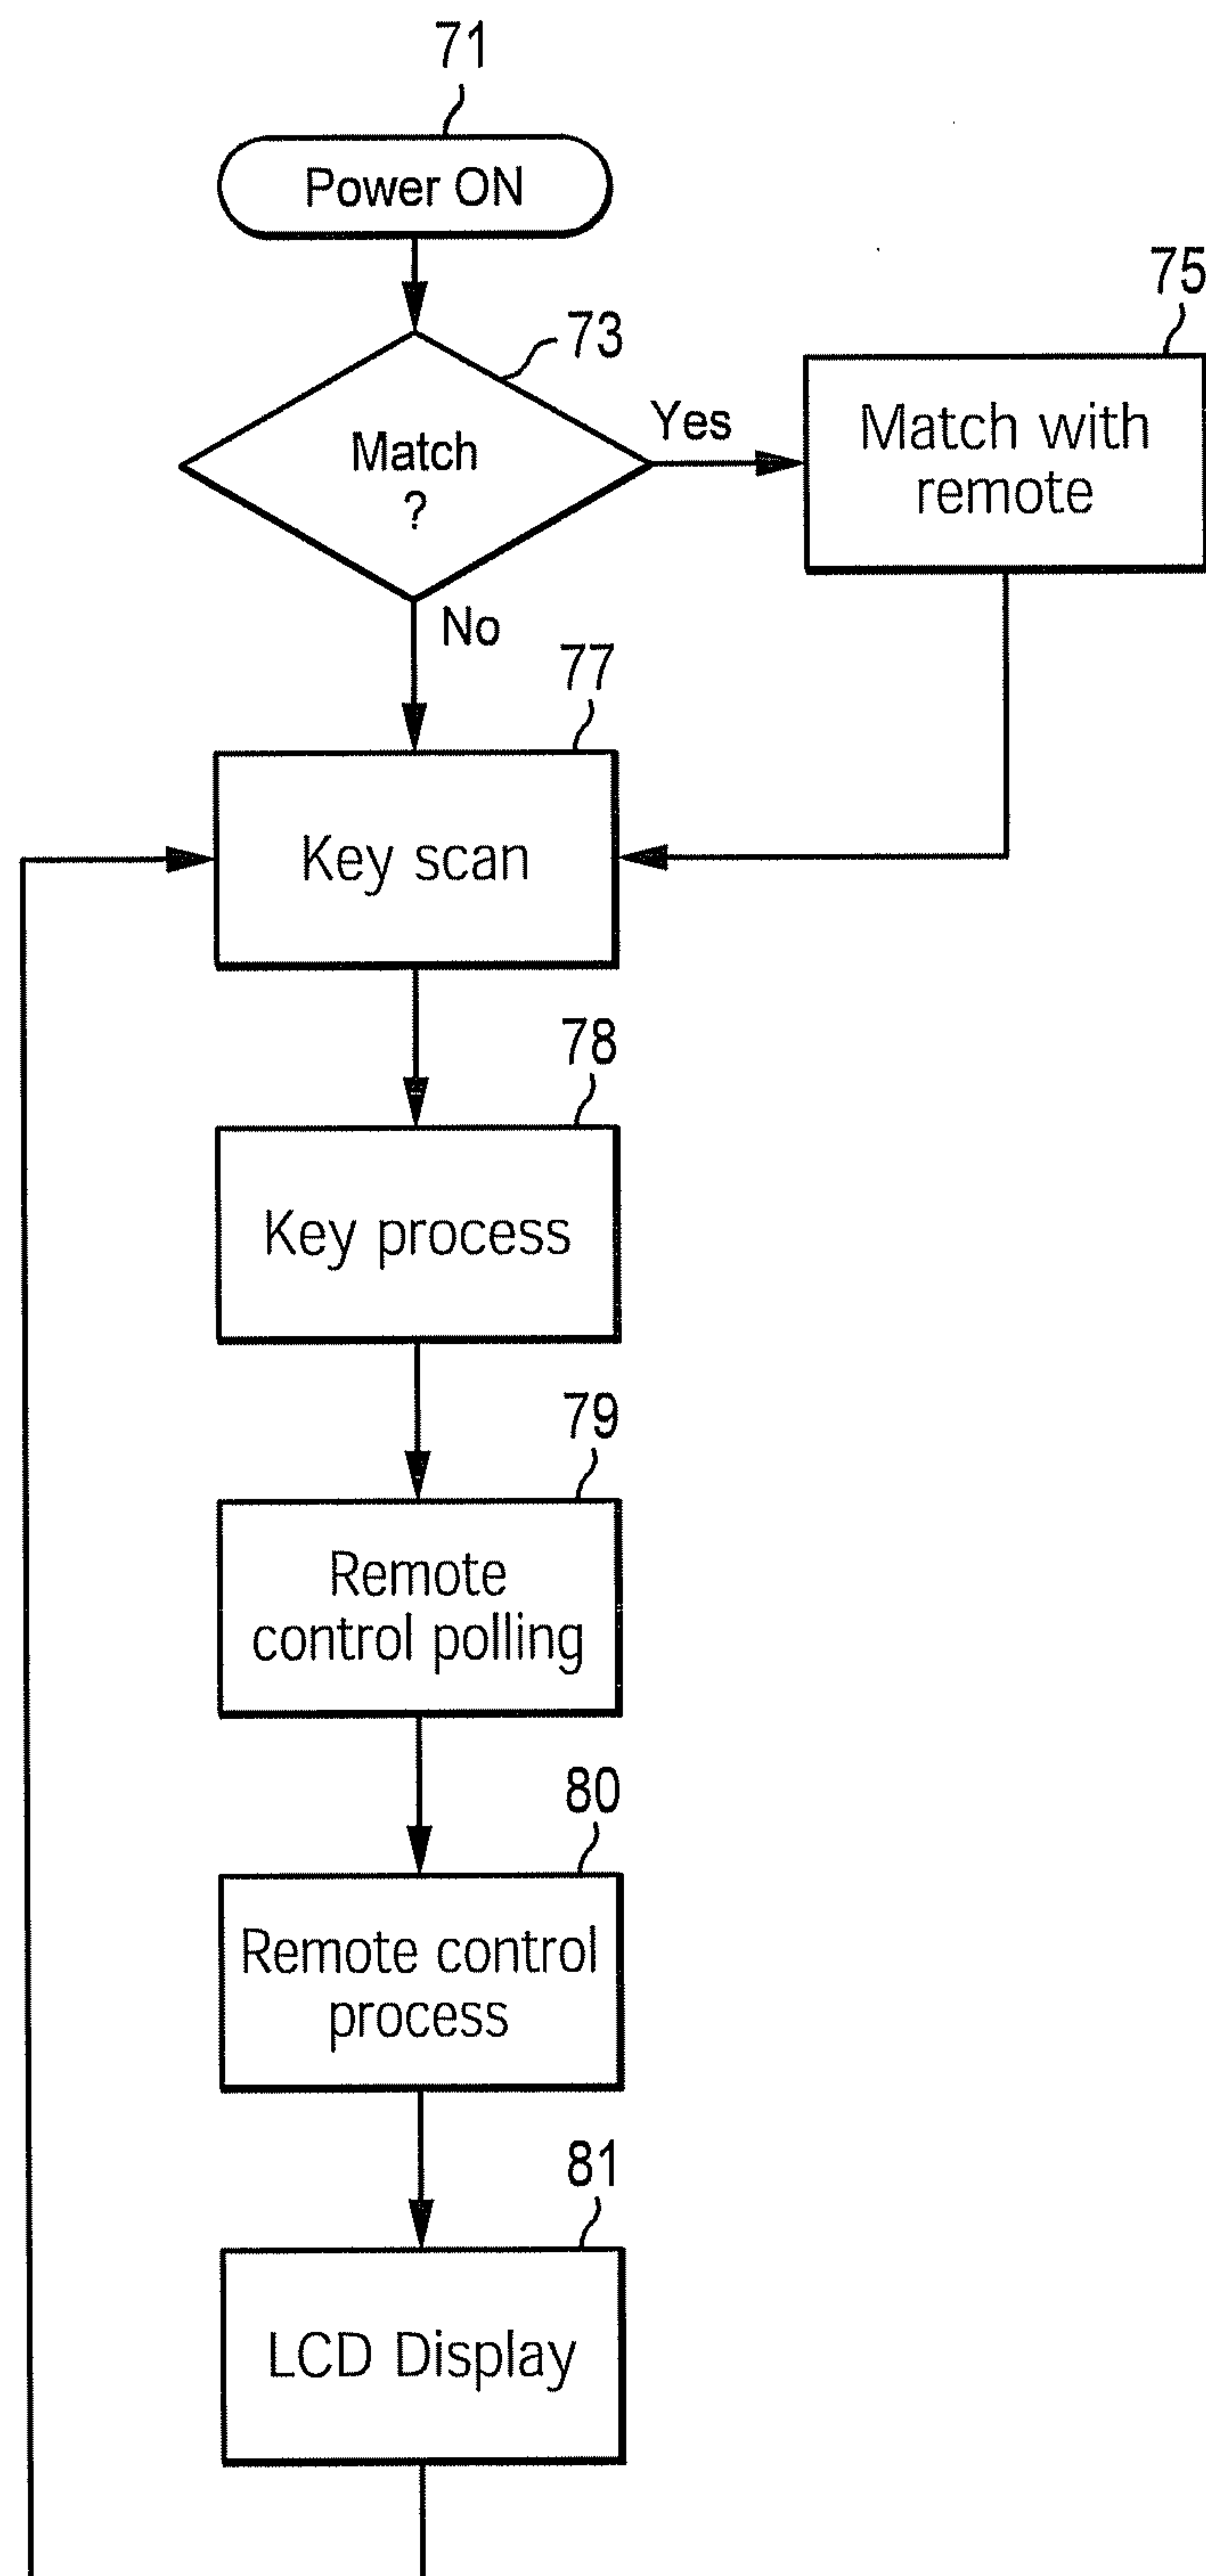 71
Power ON
73
Match
?
Yes
75
Match with
remote
No
77
Key scan
78
Key process
79
Remote
control polling
80
Remote control
process
81
LCD Display